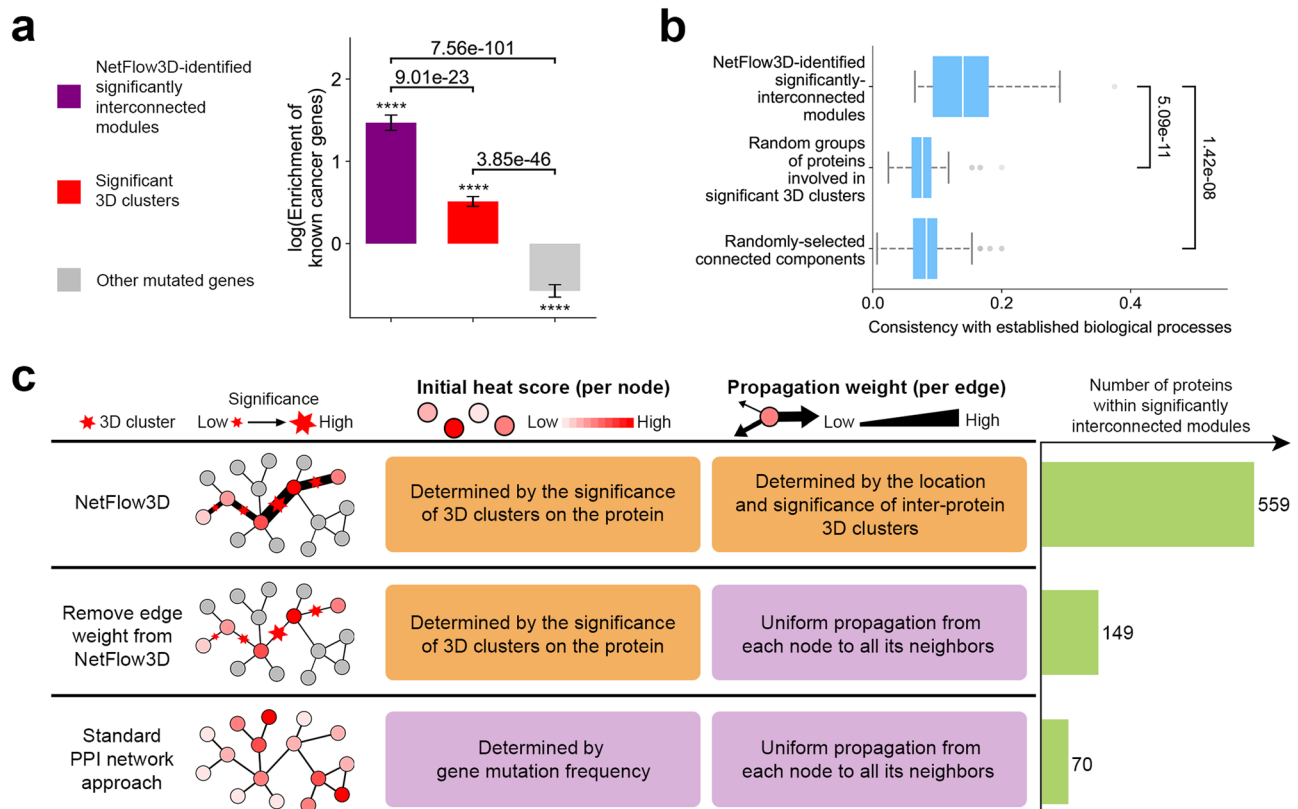 a
NetFlow3D-identified
significantly
interconnected
modules
Significant
3D clusters
Other mutated genes
log(Enrichment of
known cancer genes)
2
1
0
7.56e-101
9.01e-23
3.85e-46
****
****
****
b
NetFlow3D-identified
significantly-
interconnected
modules
Random groups
of proteins
involved in
significant 3D clusters
Randomly-selected
connected components
5.09e-11
1.42e-08
0.0
0.2
0.4
Consistency with established biological processes
c
3D cluster
Significance
Low
High
Initial heat score (per node)
Low
High
Propagation weight (per edge)
Low
High
Number of proteins
within significantly
interconnected modules
NetFlow3D
Determined by the significance
of 3D clusters on the protein
Determined by the location
and significance of inter-protein
3D clusters
559
Remove edge
weight from
NetFlow3D
Determined by the significance
of 3D clusters on the protein
Uniform propagation from
each node to all its neighbors
149
Standard
PPI network
approach
Determined by
gene mutation frequency
Uniform propagation from
each node to all its neighbors
70